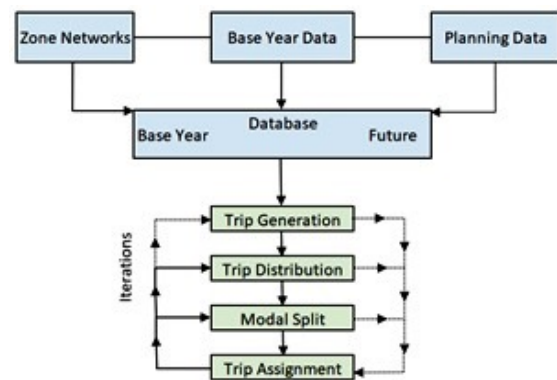 Zone Networks
Base Year Data
Planning Data
Database
Base Year
Future
Trip Generation
Trip Distribution
Modal Split
Trip Assignment
Iterations